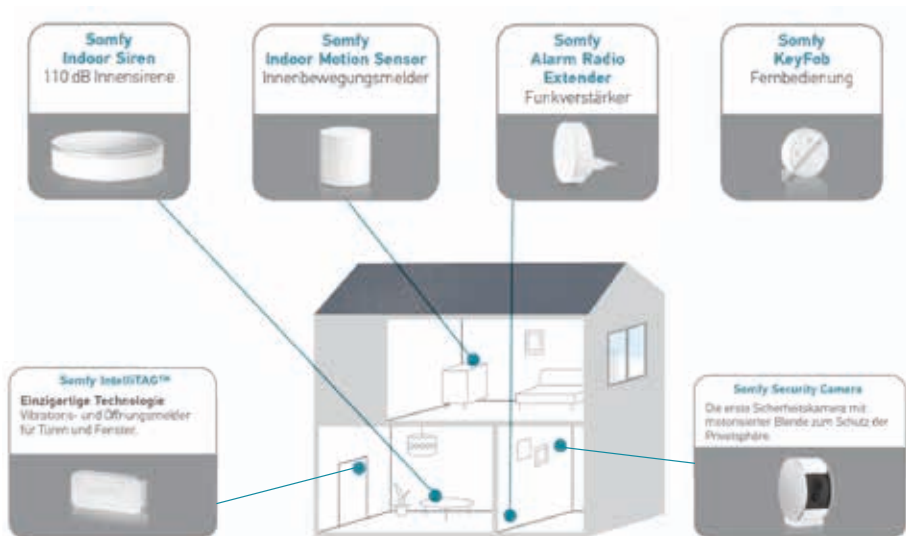 Somfy
Indoor Siren
110 dB Innensirene
Somfy
Indoor Motion Sensor
Innenbewegungsmelder
Somfy
Alarm Radio
Extender
Funkverstärker
Somfy
KeyFob
Fernbedienung
Somfy IntelliTAG™
Einzigartige Technologie
Vibrations- und Öffnungsmelder
für Türen und Fenster.
Somfy Security Camera
Die erste Sicherheitskamera mit
motorisierter Blende zum Schutz der
Privatsphäre.